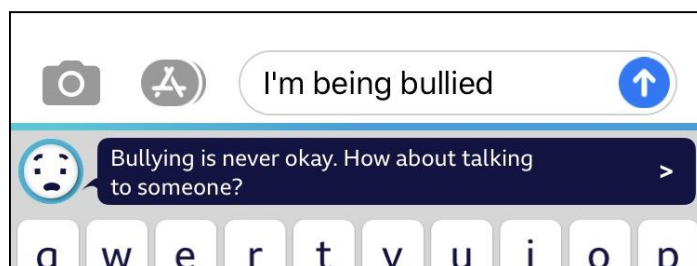 I'm being bullied
Bullying is never okay. How about talking
to someone?
>
q w e r t y u i o p